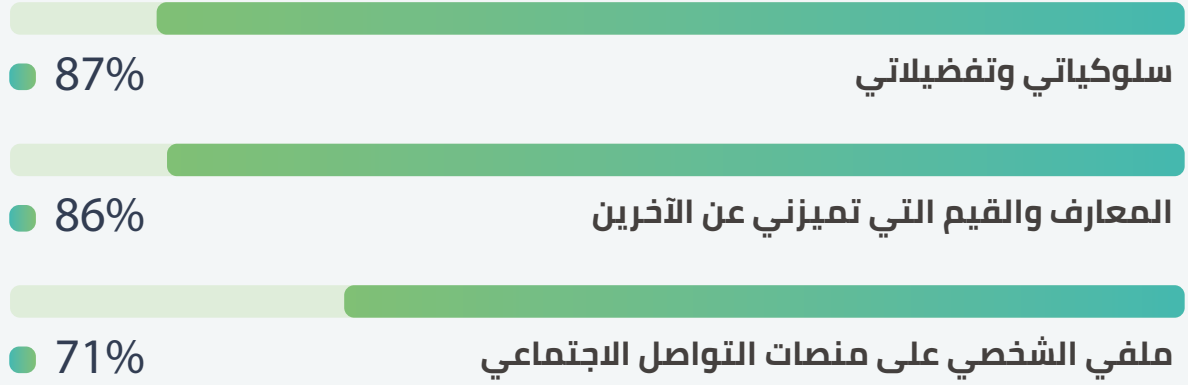 سلوكياتي وتفضيلاتي 87%
المعارف والقيم التي تميزني عن الآخرين 86%
ملفي الشخصي على منصات التواصل الاجتماعي 71%